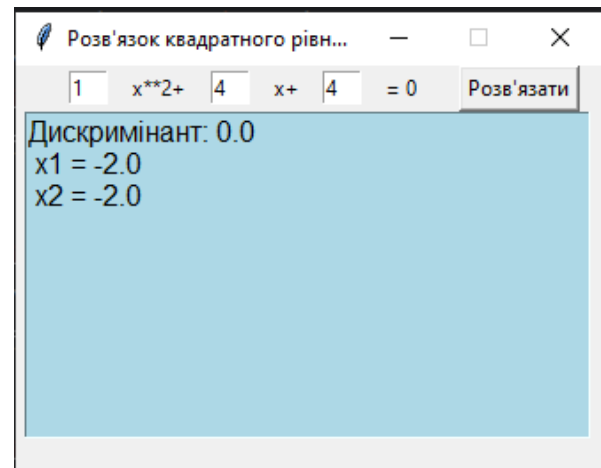 Розв'язок квадратного рівн...
1 x**2+ 4 x+ 4 = 0 Розв'язати
Дискримінант: 0.0
x1 = -2.0
x2 = -2.0